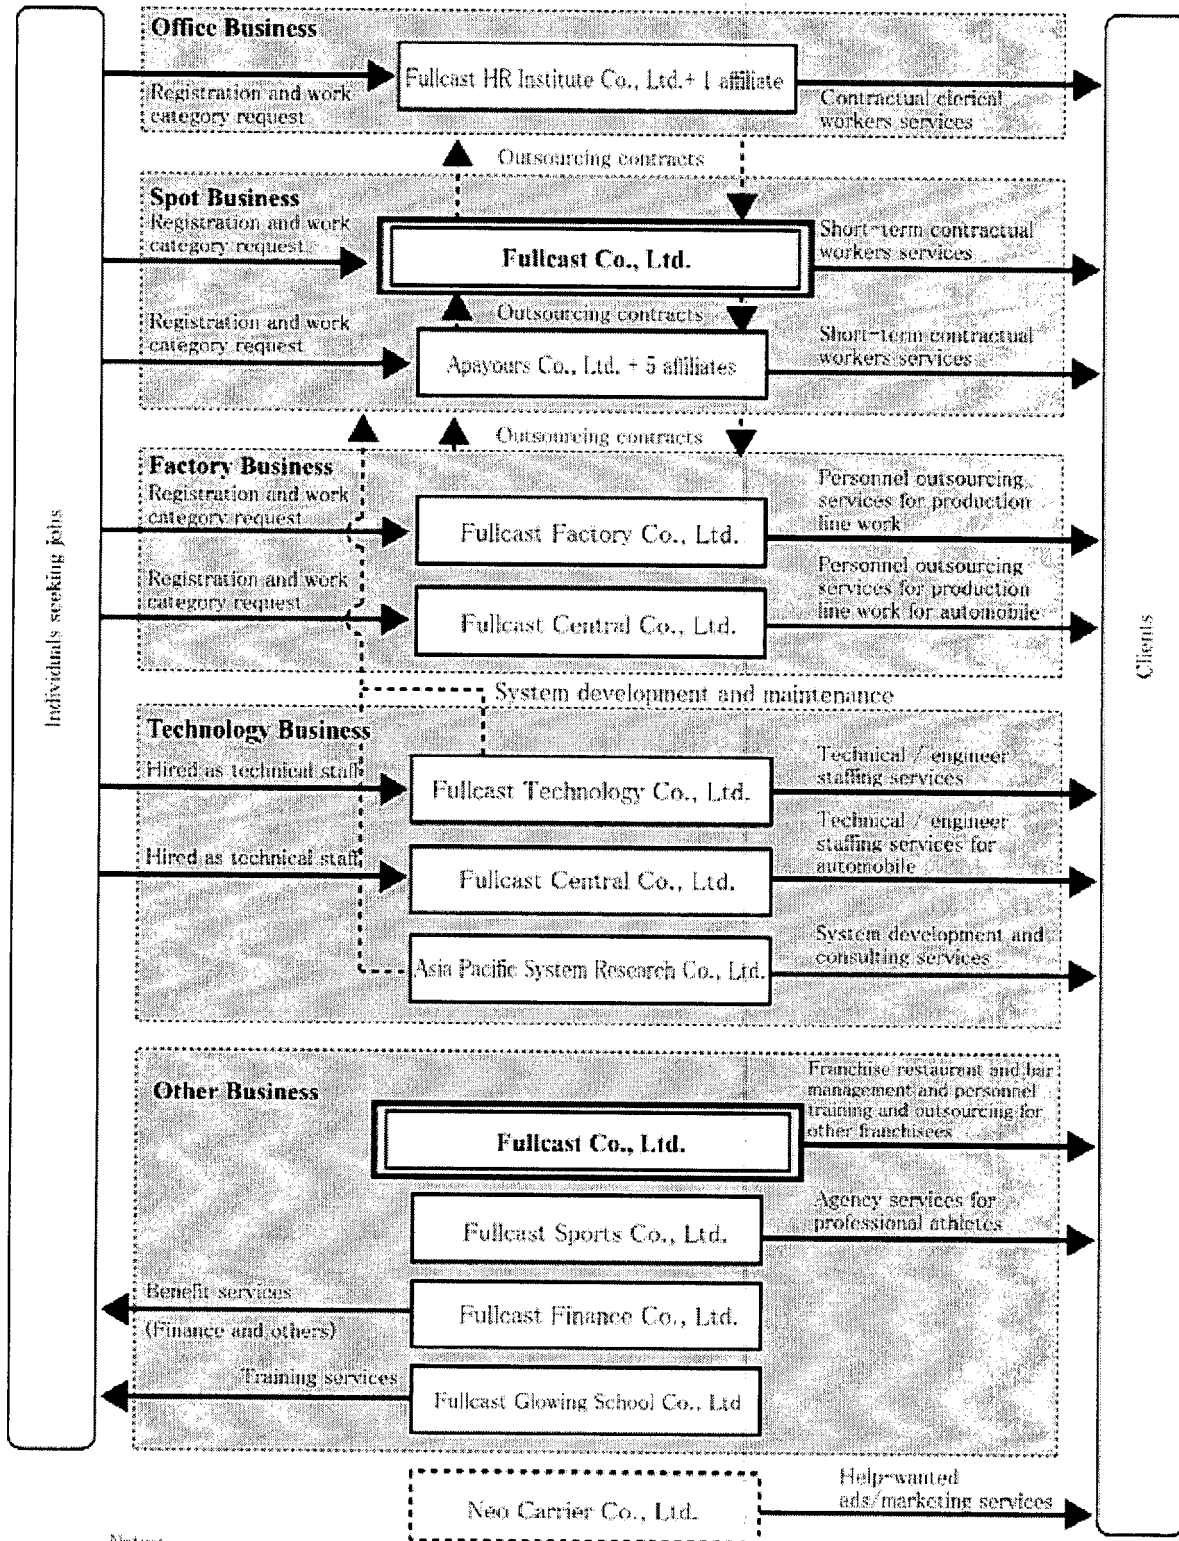 Office Business
Fullcast HR Institute Co., Ltd.+ 1 affiliate
Registration and work
category request
Contractual clerical
workers services
Outsourcing contracts
Spot Business
Registration and work
category request
Fullcast Co., Ltd.
Short-term contractual
workers services
Outsourcing contracts
Registration and work
category request
Apayours Co., Ltd. + 5 affiliates
Short-term contractual
workers services
Outsourcing contracts
Factory Business
Registration and work
category request
Fullcast Factory Co., Ltd.
Personnel outsourcing
services for production
line work
Registration and work
category request
Fullcast Central Co., Ltd.
Personnel outsourcing
services for production
line work for automobile
Individuals seeking jobs
Clients
System development and maintenance
Technology Business
Hired as technical staff
Fullcast Technology Co., Ltd.
Technical / engineer
staffing services
Hired as technical staff
Fullcast Central Co., Ltd.
Technical / engineer
staffing services for
automobile
Asia Pacific System Research Co., Ltd.
System development and
consulting services
Other Business
Fullcast Co., Ltd.
Franchise restaurant and bar
management and personnel
training and outsourcing for
other franchisees
Fullcast Sports Co., Ltd.
Agency services for
professional athletes
Benefit services
(Finance and others)
Fullcast Finance Co., Ltd.
Training services
Fullcast Glowing School Co., Ltd
Neo Carrier Co., Ltd.
Help-wanted
ads/marketing services